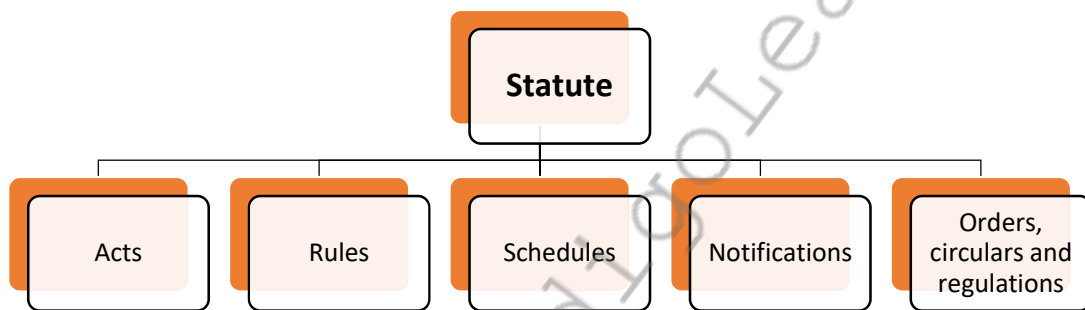 Statute
Acts
Rules
Schedules
Notifications
Orders,
circulars and
regulations